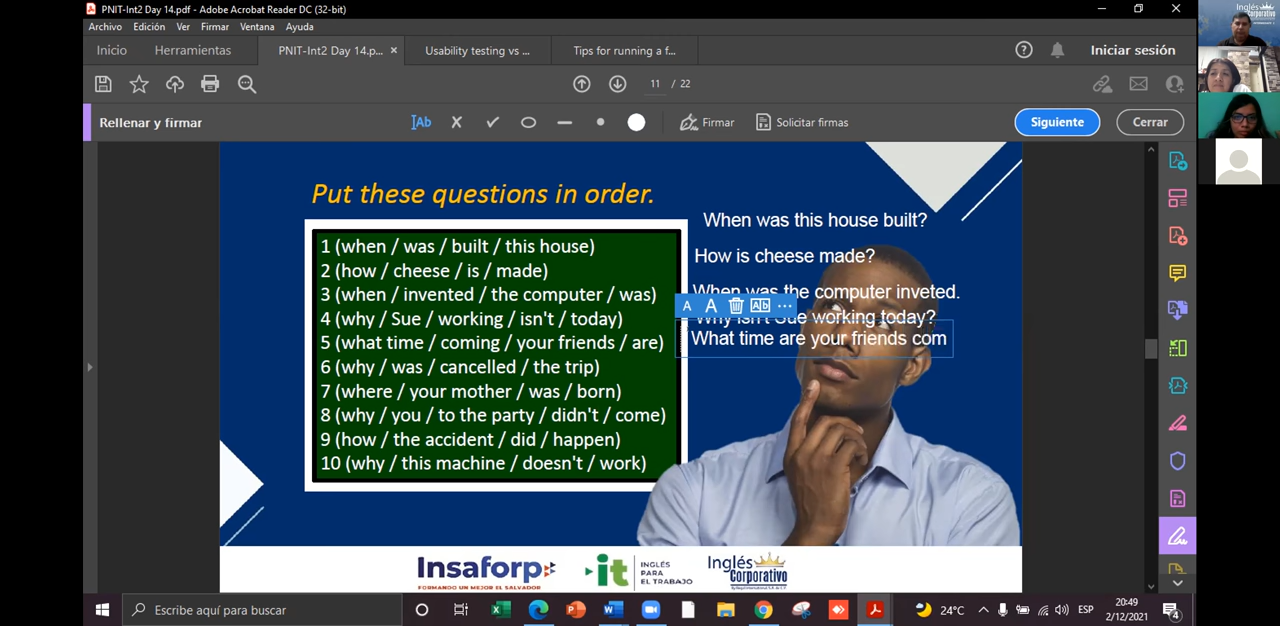 PNIT-Int2 Day 14.pdf - Adobe Acrobat Reader DC (32-bit)
Archivo Edición Ver Firmar Ventana Ayuda
Inicio Herramientas PNIT-Int2 Day 14.p... × Usability testing vs ... Tips for running a f... Iniciar sesión
11 / 22
Rellenar y firmar Ab Firmar Solicitar firmas Siguiente Cerrar
Put these questions in order.
1 (when / was / built / this house)
2 (how / cheese / is / made)
3 (when / invented / the computer / was)
4 (why / Sue / working / isn't / today)
5 (what time / coming / your friends / are)
6 (why / was / cancelled / the trip)
7 (where / your mother / was / born)
8 (why / you / to the party / didn't / come)
9 (how / the accident / did / happen)
10 (why / this machine / doesn't / work)
When was this house built?
How is cheese made?
When was the computer inveted.
A A Ab ...
Why isn't Sue working today?
What time are your friends com
Insaforp
FORMANDO UN MEJOR EL SALVADOR
it INGLÉS PARA EL TRABAJO
Inglés Corporativo
Escribe aquí para buscar
24°C ESP 20:49
2/12/2021
4
Inglés
Corporativo